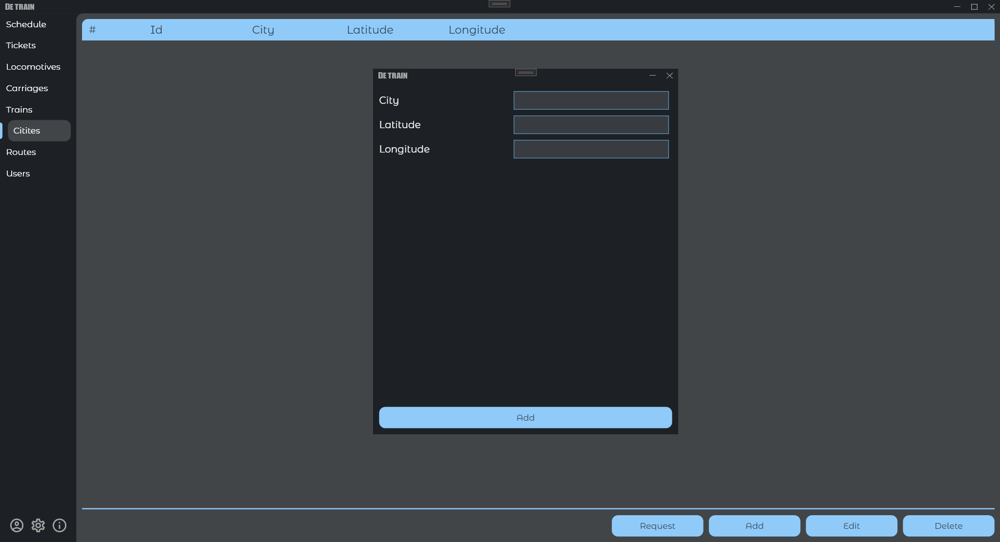 DE TRAIN
Schedule
Tickets
Locomotives
Carriages
Trains
Citites
Routes
Users
# Id City Latitude Longitude
DE TRAIN
City
Latitude
Longitude
Add
Request Add Edit Delete